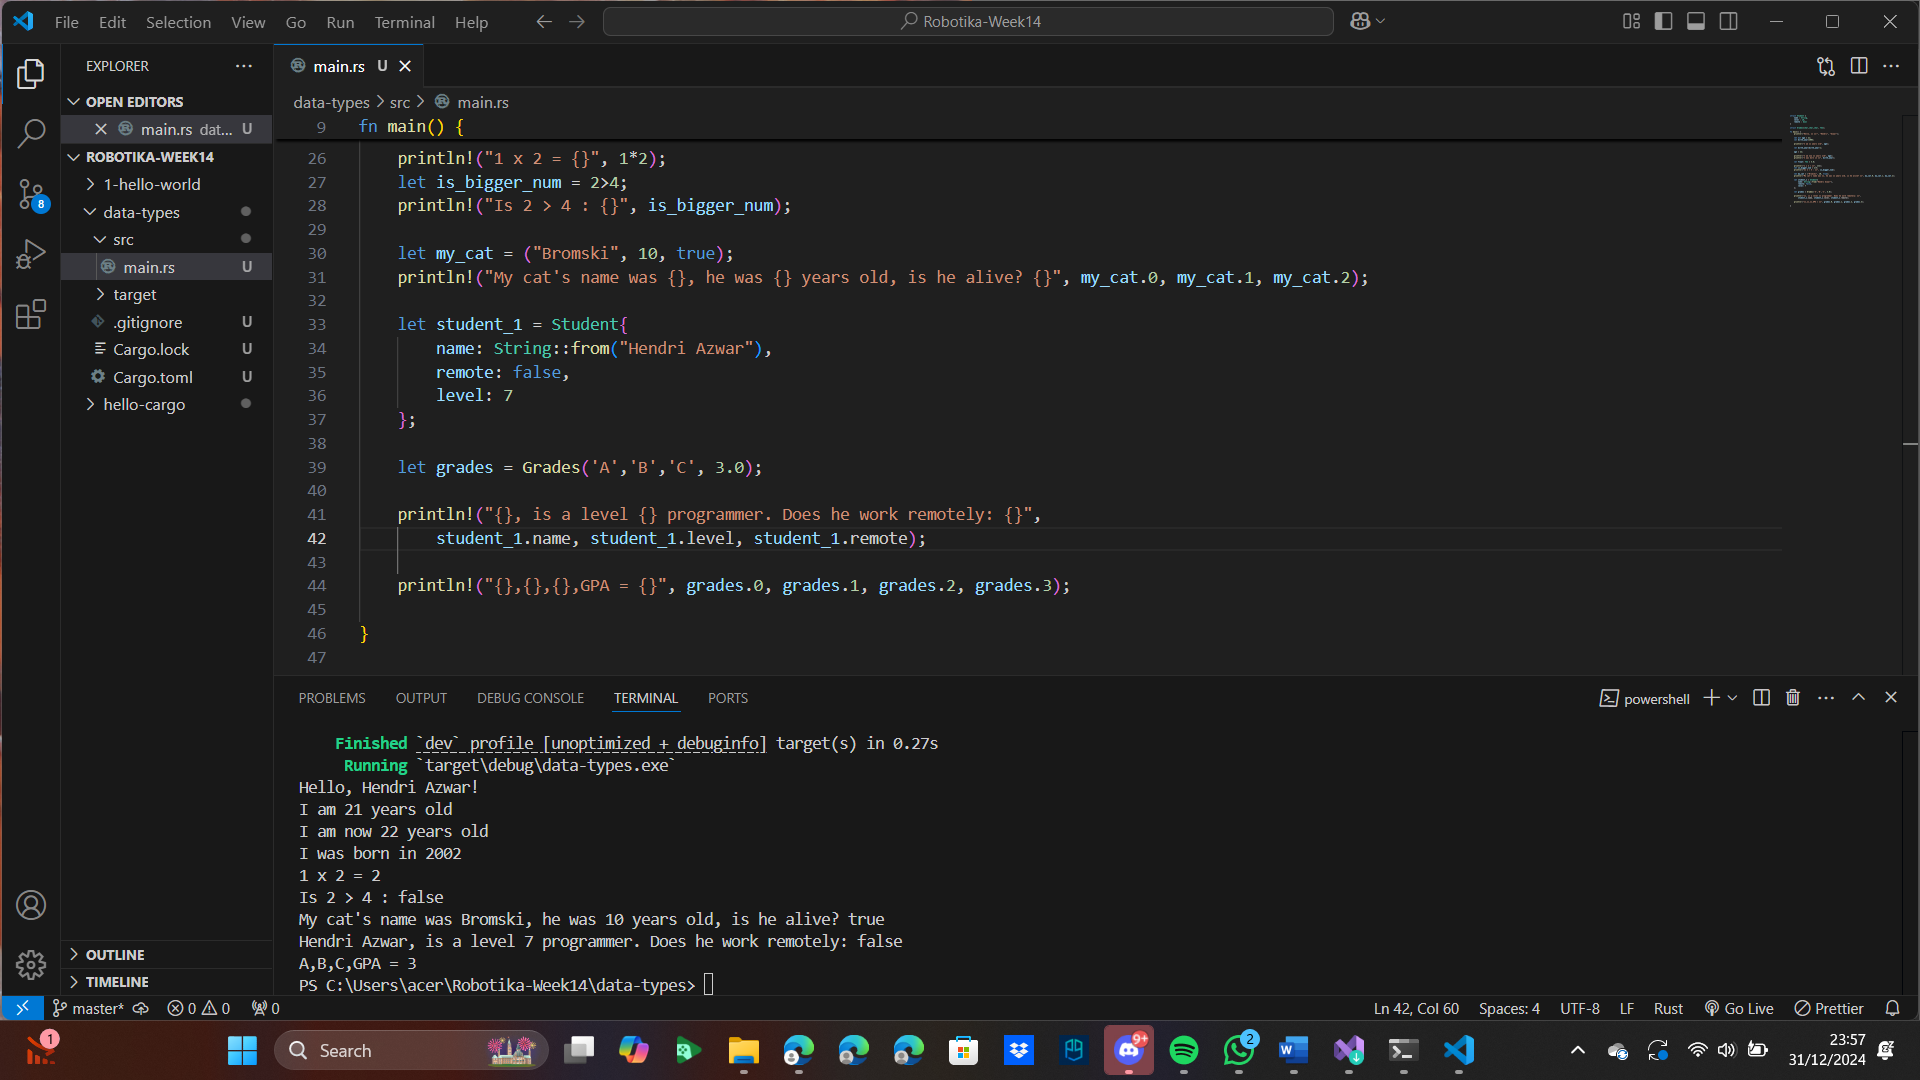 File Edit Selection View Go Run Terminal Help
Robotika-Week14
EXPLORER
OPEN EDITORS
main.rs dat... U
ROBOTIKA-WEEK14
1-hello-world
data-types
src
main.rs U
target
.gitignore U
Cargo.lock U
Cargo.toml U
hello-cargo
OUTLINE
TIMELINE
8
main.rs U
data-types > src > main.rs
9 fn main() {
26 println!("1 x 2 = {}", 1*2);
27 let is_bigger_num = 2>4;
28 println!("Is 2 > 4 : {}", is_bigger_num);
29
30 let my_cat = ("Bromski", 10, true);
31 println!("My cat's name was {}, he was {} years old, is he alive? {}", my_cat.0, my_cat.1, my_cat.2);
32
33 let student_1 = Student{
34 name: String::from("Hendri Azwar"),
35 remote: false,
36 level: 7
37 };
38
39 let grades = Grades('A','B','C', 3.0);
40
41 println!("{}, is a level {} programmer. Does he work remotely: {}",
42 student_1.name, student_1.level, student_1.remote);
43
44 println!("{},{},{},GPA = {}", grades.0, grades.1, grades.2, grades.3);
45
46 }
47
PROBLEMS OUTPUT DEBUG CONSOLE TERMINAL PORTS
powershell
Finished `dev` profile [unoptimized + debuginfo] target(s) in 0.27s
Running `target\debug\data-types.exe`
Hello, Hendri Azwar!
I am 21 years old
I am now 22 years old
I was born in 2002
1 x 2 = 2
Is 2 > 4 : false
My cat's name was Bromski, he was 10 years old, is he alive? true
Hendri Azwar, is a level 7 programmer. Does he work remotely: false
A,B,C,GPA = 3
PS C:\Users\acer\Robotika-Week14\data-types>
master* 0 0 0
Ln 42, Col 60 Spaces: 4 UTF-8 LF Rust Go Live Prettier
1
Search
9+
2
23:57
31/12/2024